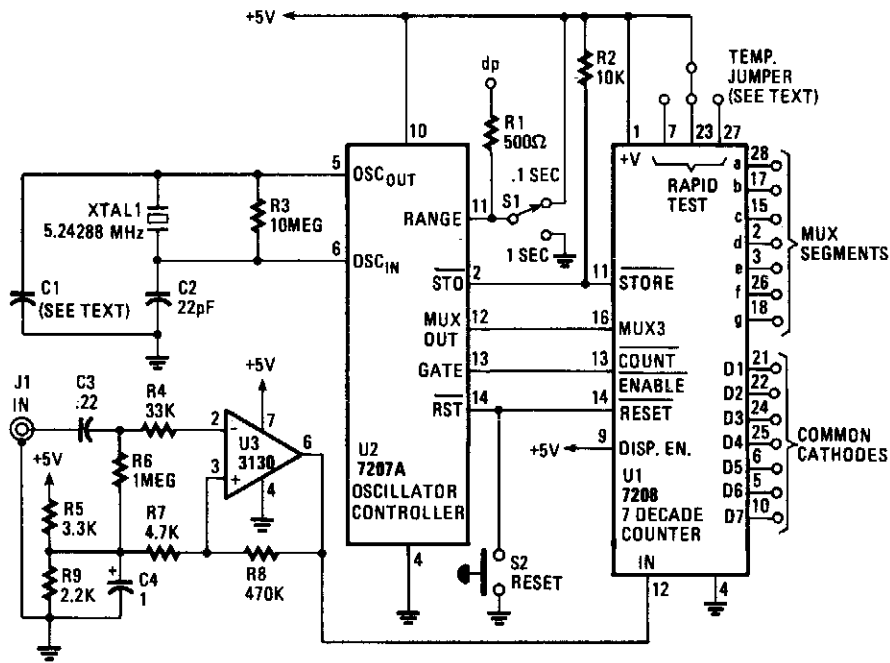 +5V
dp
R2
10K
TEMP.
JUMPER
(SEE TEXT)
R1
500Ω
10
1
7
23
27
5
OSC OUT
XTAL1
5.24288 MHz
R3
10MEG
6
OSC IN
C1
(SEE TEXT)
C2
22pF
RANGE
11
S1
.1 SEC
1 SEC
STO
2
MUX
OUT
12
GATE
13
RST
14
U2
7207A
OSCILLATOR
CONTROLLER
4
+V
RAPID
TEST
a
28
b
17
c
15
d
2
e
3
f
26
g
18
MUX
SEGMENTS
11
STORE
16
MUX3
13
COUNT
ENABLE
14
RESET
+5V
9
DISP. EN.
U1
7208
7 DECADE
COUNTER
IN
12
4
D1
21
D2
22
D3
24
D4
25
D5
6
D6
5
D7
10
COMMON
CATHODES
S2
RESET
J1
IN
C3
.22
R4
33K
+5V
2
-
7
U3
3130
6
3
+
4
+5V
R6
1MEG
R5
3.3K
R7
4.7K
R8
470K
R9
2.2K
+
C4
1